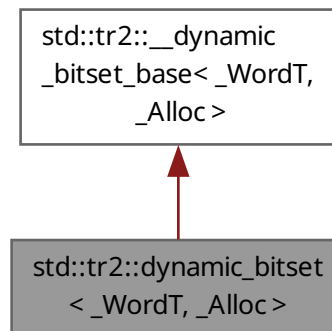 std::tr2::__dynamic
_bitset_base< _WordT,
_Alloc >
std::tr2::dynamic_bitset
< _WordT, _Alloc >